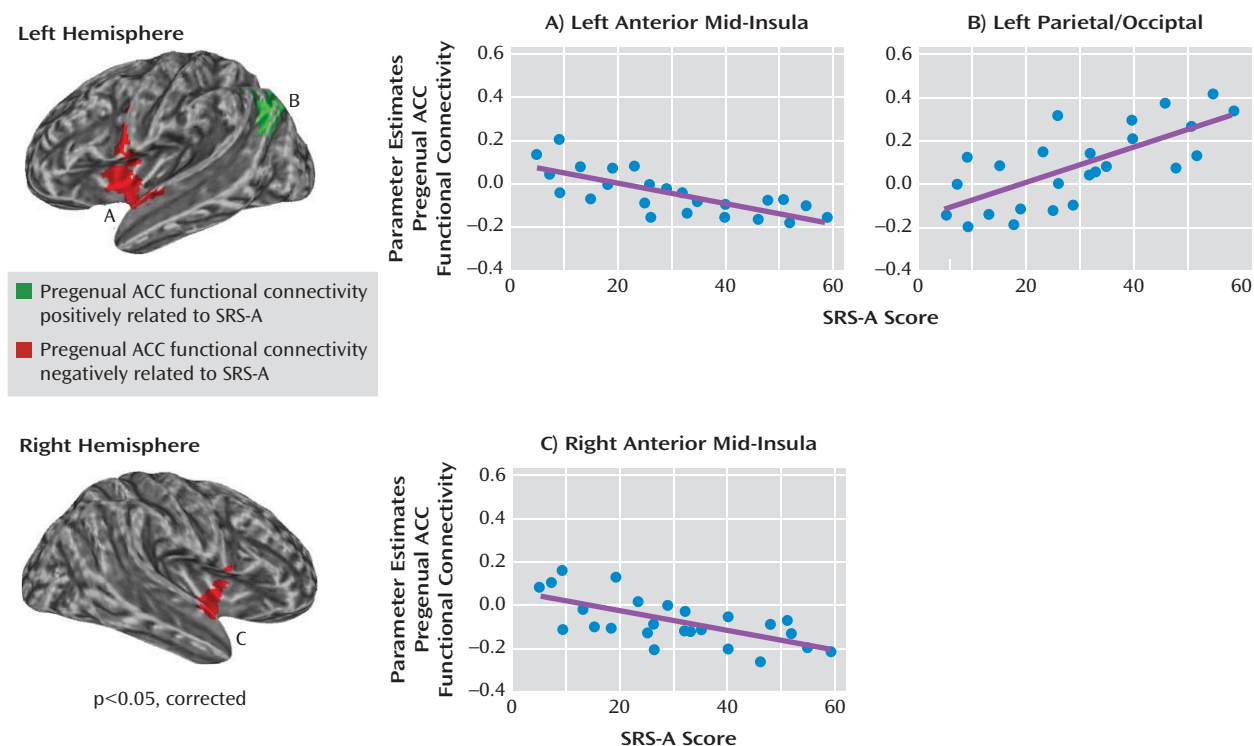 Left Hemisphere
B
A
Pregenual ACC functional connectivity
positively related to SRS-A
Pregenual ACC functional connectivity
negatively related to SRS-A
A) Left Anterior Mid-Insula
Parameter Estimates
Pregenual ACC
Functional Connectivity
0.6
0.4
0.2
0.0
−0.2
−0.4
0 20 40 60
B) Left Parietal/Occiptal
0.6
0.4
0.2
0.0
−0.2
−0.4
0 20 40 60
SRS-A Score
Right Hemisphere
C
p<0.05, corrected
C) Right Anterior Mid-Insula
Parameter Estimates
Pregenual ACC
Functional Connectivity
0.6
0.4
0.2
0.0
−0.2
−0.4
0 20 40 60
SRS-A Score